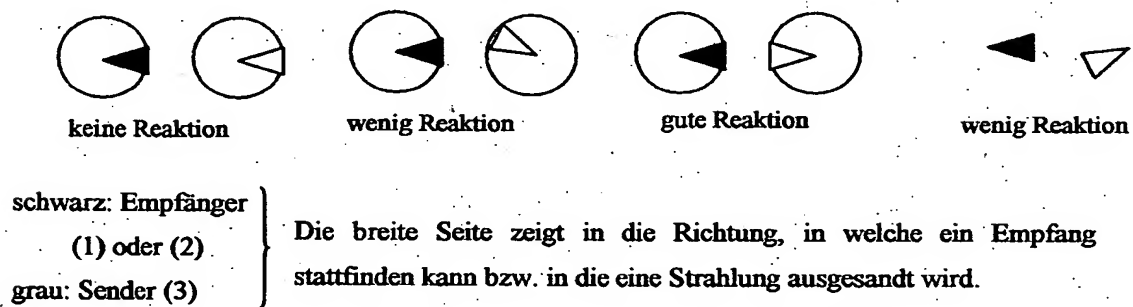 keine Reaktion wenig Reaktion gute Reaktion wenig Reaktion
schwarz: Empfänger
(1) oder (2)
grau: Sender (3)
Die breite Seite zeigt in die Richtung, in welche ein Empfang
stattfinden kann bzw. in die eine Strahlung ausgesandt wird.